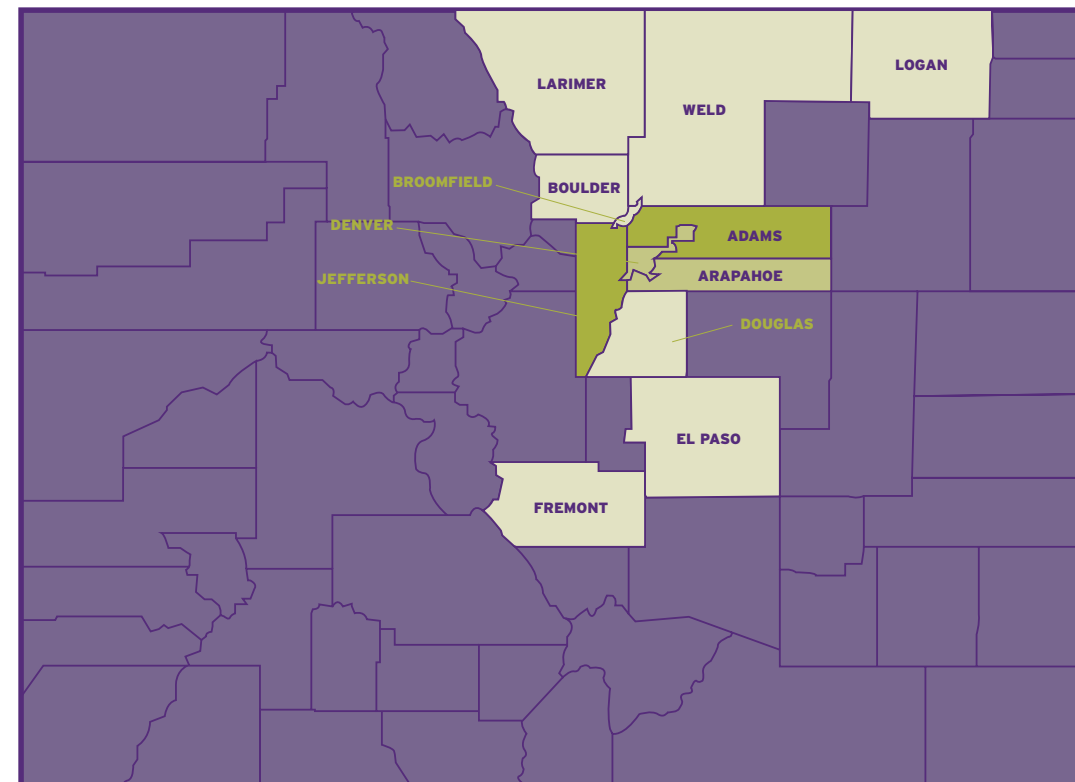 LOGAN
LARIMER
WELD
BROOMFIELD
BOULDER
DENVER
ADAMS
ARAPAHOE
JEFFERSON
DOUGLAS
EL PASO
FREMONT